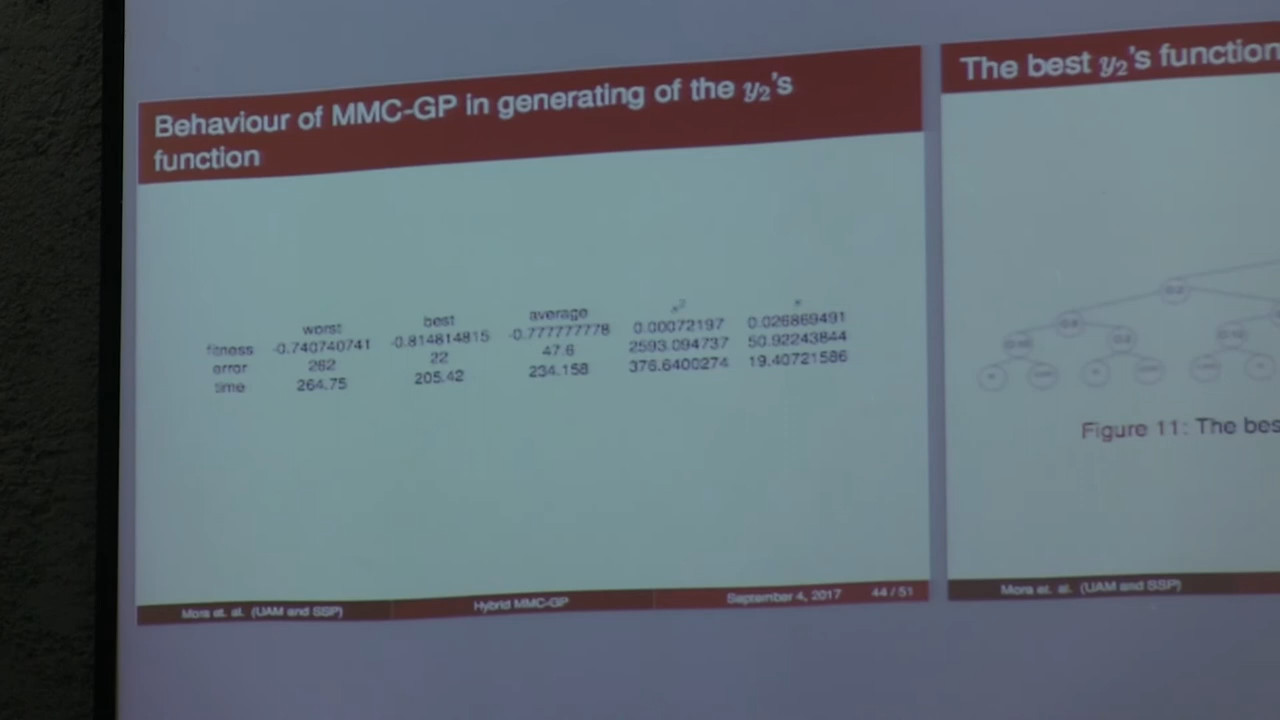 Behaviour of MMC-GP in generating of the y₂'s
function
worst best average
fitness -0.740740741 -0.814814815 -0.777777778 0.00072197 0.026869491
error 262 22 47.6 2593.094737 50.92243844
time 264.75 205.42 234.158 376.6400274 19.40721586
Mora et. al. (UAM and SSP) Hybrid MMC-GP September 4, 2017 44 / 51
The best y₂'s function
Figure 11: The bes
Mora et. al. (UAM and SSP)